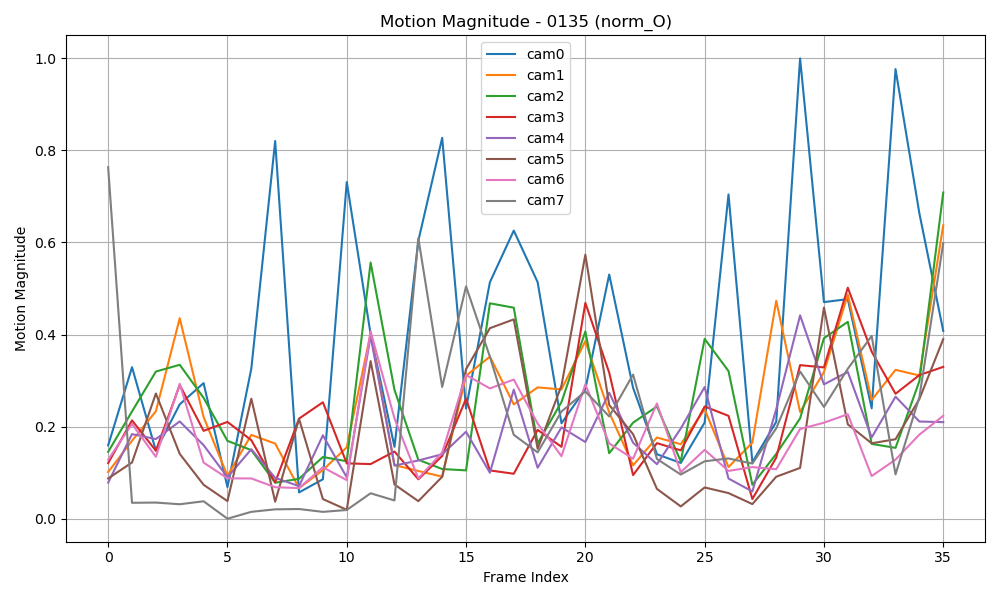 Motion Magnitude - 0135 (norm_O)
cam0
cam1
cam2
cam3
cam4
cam5
cam6
cam7
Motion Magnitude
1.0
0.8
0.6
0.4
0.2
0.0
0 5 10 15 20 25 30 35
Frame Index